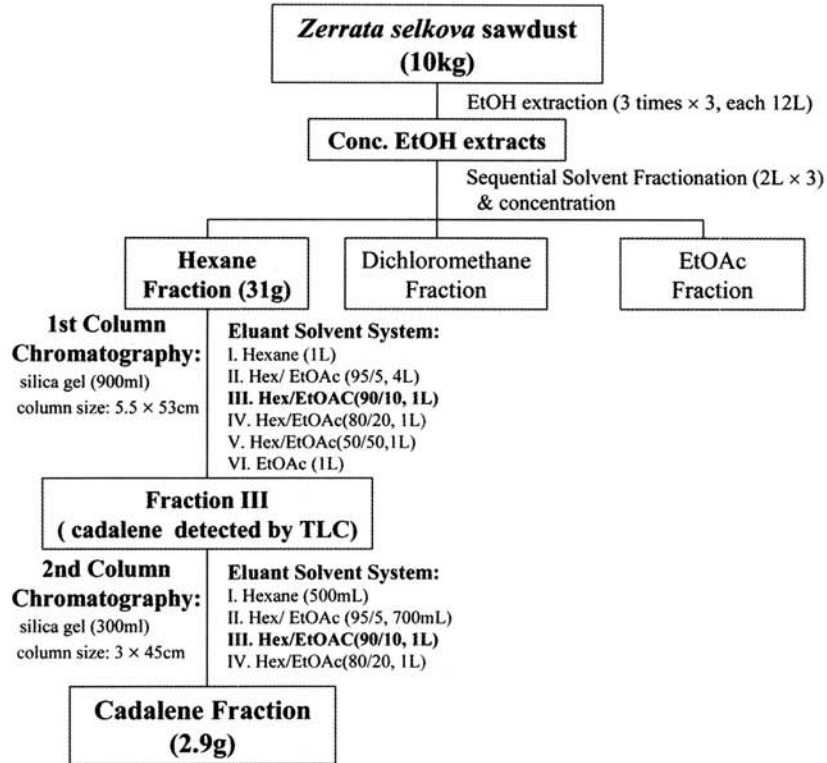 Zerrata selkova sawdust
(10kg)
EtOH extraction (3 times × 3, each 12L)
Conc. EtOH extracts
Sequential Solvent Fractionation (2L × 3)
& concentration
Hexane
Fraction (31g)
Dichloromethane
Fraction
EtOAc
Fraction
1st Column
Chromatography:
silica gel (900ml)
column size: 5.5 × 53cm
Eluant Solvent System:
I. Hexane (1L)
II. Hex/ EtOAc (95/5, 4L)
III. Hex/EtOAC(90/10, 1L)
IV. Hex/EtOAc(80/20, 1L)
V. Hex/EtOAc(50/50,1L)
VI. EtOAc (1L)
Fraction III
( cadalene detected by TLC)
2nd Column
Chromatography:
silica gel (300ml)
column size: 3 × 45cm
Eluant Solvent System:
I. Hexane (500mL)
II. Hex/ EtOAc (95/5, 700mL)
III. Hex/EtOAC(90/10, 1L)
IV. Hex/EtOAc(80/20, 1L)
Cadalene Fraction
(2.9g)